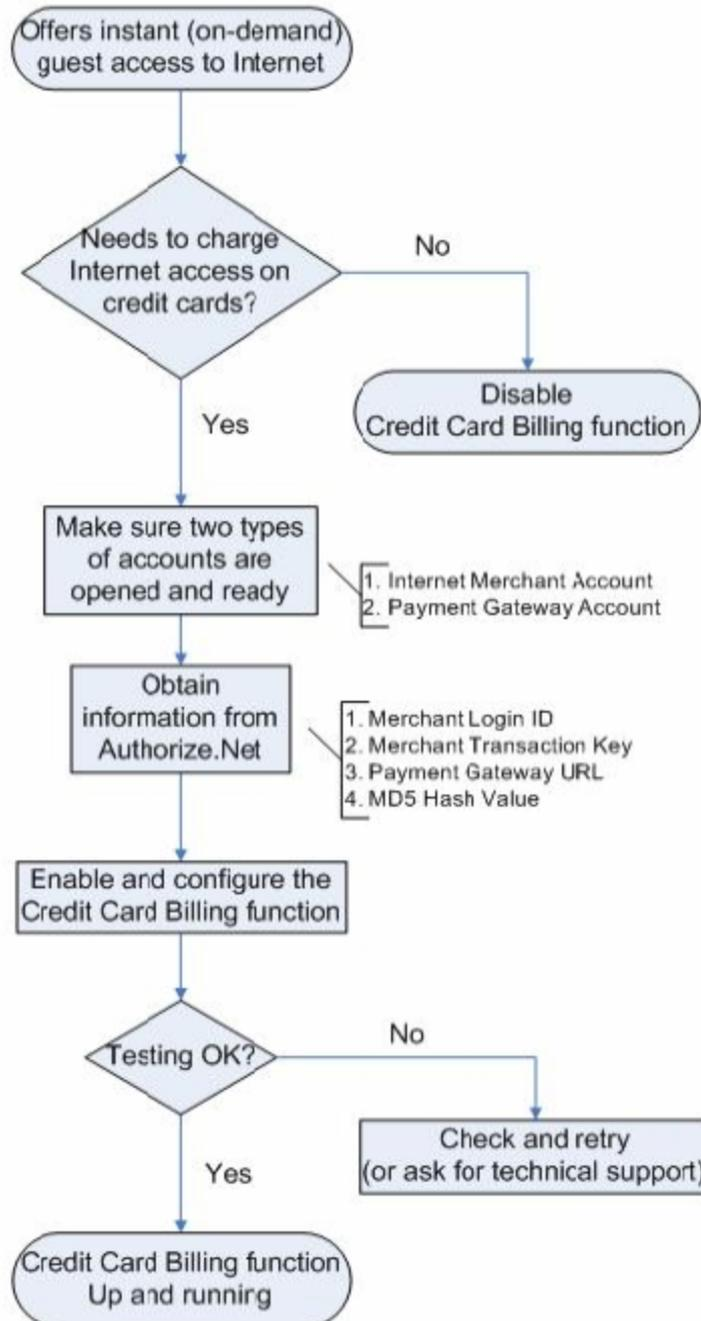 Offers instant (on-demand)
guest access to Internet
Needs to charge
Internet access on
credit cards?
No
Disable
Credit Card Billing function
Yes
Make sure two types
of accounts are
opened and ready
1. Internet Merchant Account
2. Payment Gateway Account
Obtain
information from
Authorize.Net
1. Merchant Login ID
2. Merchant Transaction Key
3. Payment Gateway URL
4. MD5 Hash Value
Enable and configure the
Credit Card Billing function
Testing OK?
No
Check and retry
(or ask for technical support)
Yes
Credit Card Billing function
Up and running